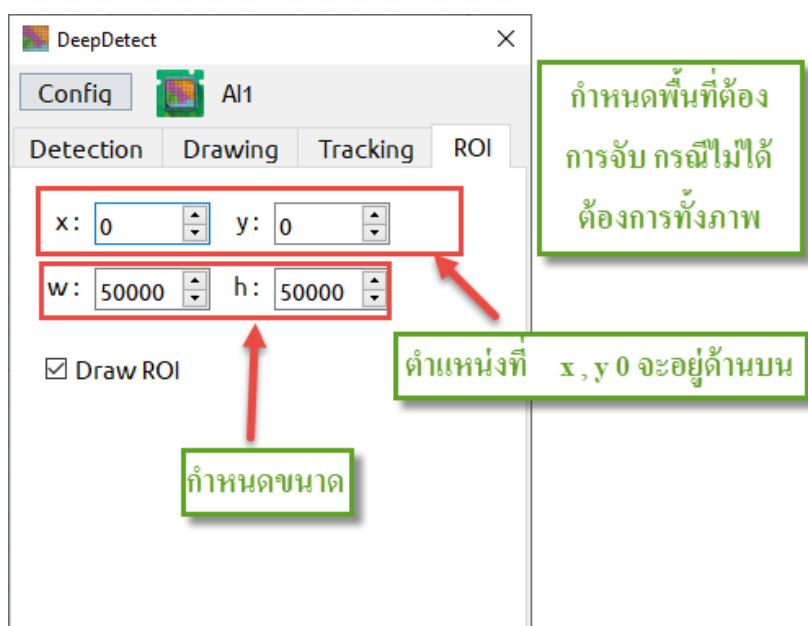 DeepDetect
Config
AI1
Detection Drawing Tracking ROI
กำหนดพื้นที่ต้อง
การจับ กรณีไม่ได้
ต้องการทั้งภาพ
x: 0 y: 0
w: 50000 h: 50000
Draw ROI
ตำแหน่งที่ x , y 0 จะอยู่ด้านบน
กำหนดขนาด